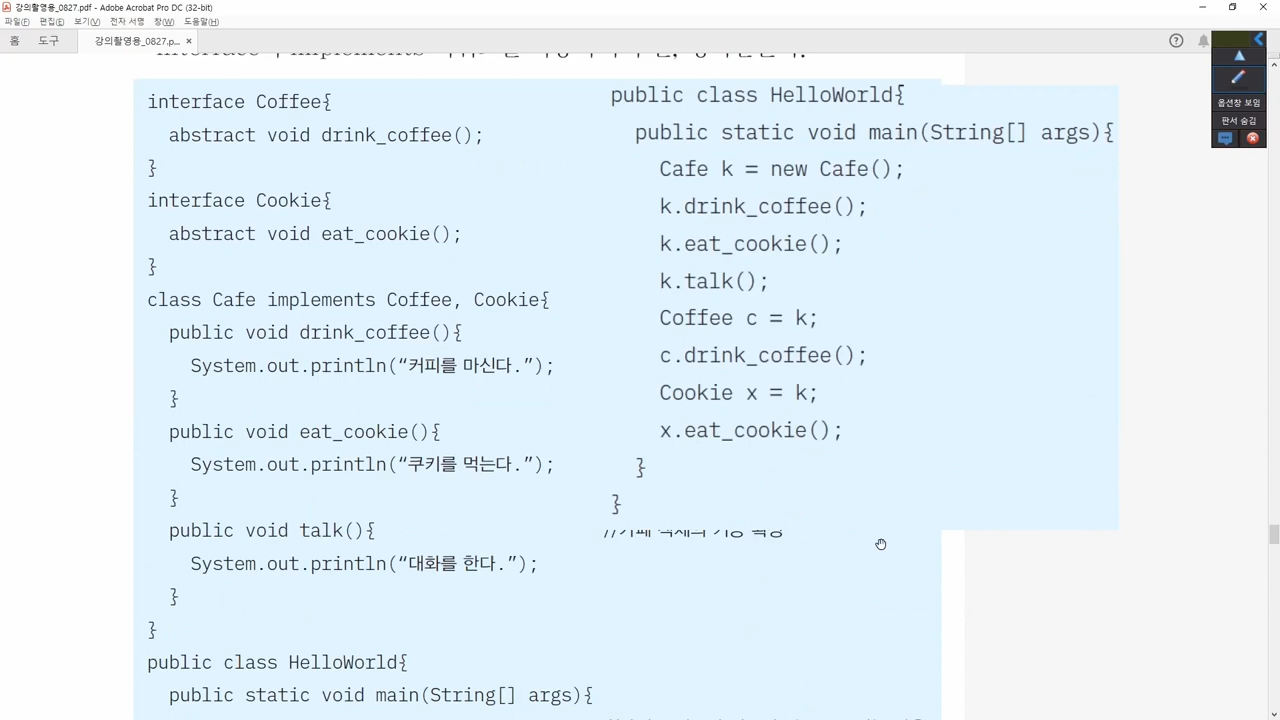 강의촬영용_0827.pdf - Adobe Acrobat Pro DC (32-bit)
파일(F) 편집(E) 보기(V) 전자 서명 창(W) 도움말(H)
홈 도구 강의촬영용_0827.p... ×
interface Coffee{
abstract void drink_coffee();
}
interface Cookie{
abstract void eat_cookie();
}
class Cafe implements Coffee, Cookie{
public void drink_coffee(){
System.out.println(“커피를 마신다.”);
}
public void eat_cookie(){
System.out.println(“쿠키를 먹는다.”);
}
public void talk(){
System.out.println(“대화를 한다.”);
}
}
public class HelloWorld{
public static void main(String[] args){
public class HelloWorld{
public static void main(String[] args){
Cafe k = new Cafe();
k.drink_coffee();
k.eat_cookie();
k.talk();
Coffee c = k;
c.drink_coffee();
Cookie x = k;
x.eat_cookie();
}
}
옵션창 보임
판서 숨김